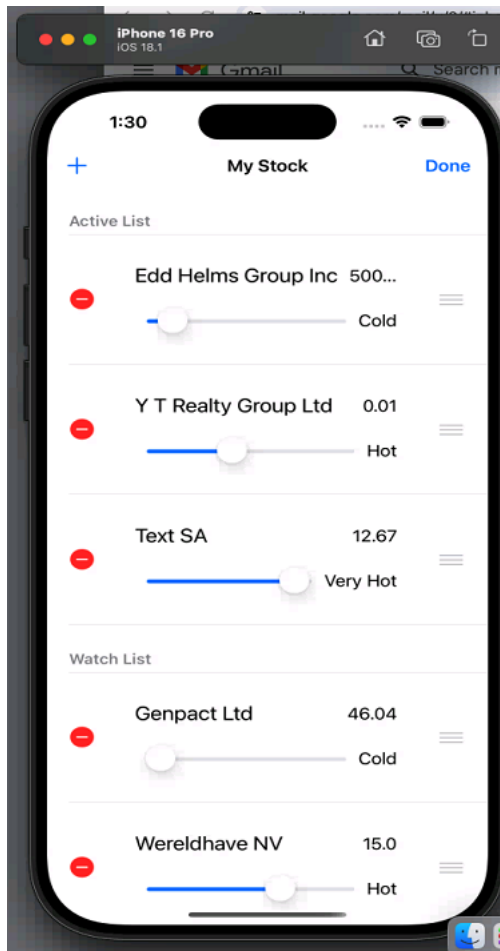 iPhone 16 Pro
iOS 18.1
Gmail
Search
1:30
+ My Stock Done
Active List
Edd Helms Group Inc 500...
Cold
Y T Realty Group Ltd 0.01
Hot
Text SA 12.67
Very Hot
Watch List
Genpact Ltd 46.04
Cold
Wereldhave NV 15.0
Hot